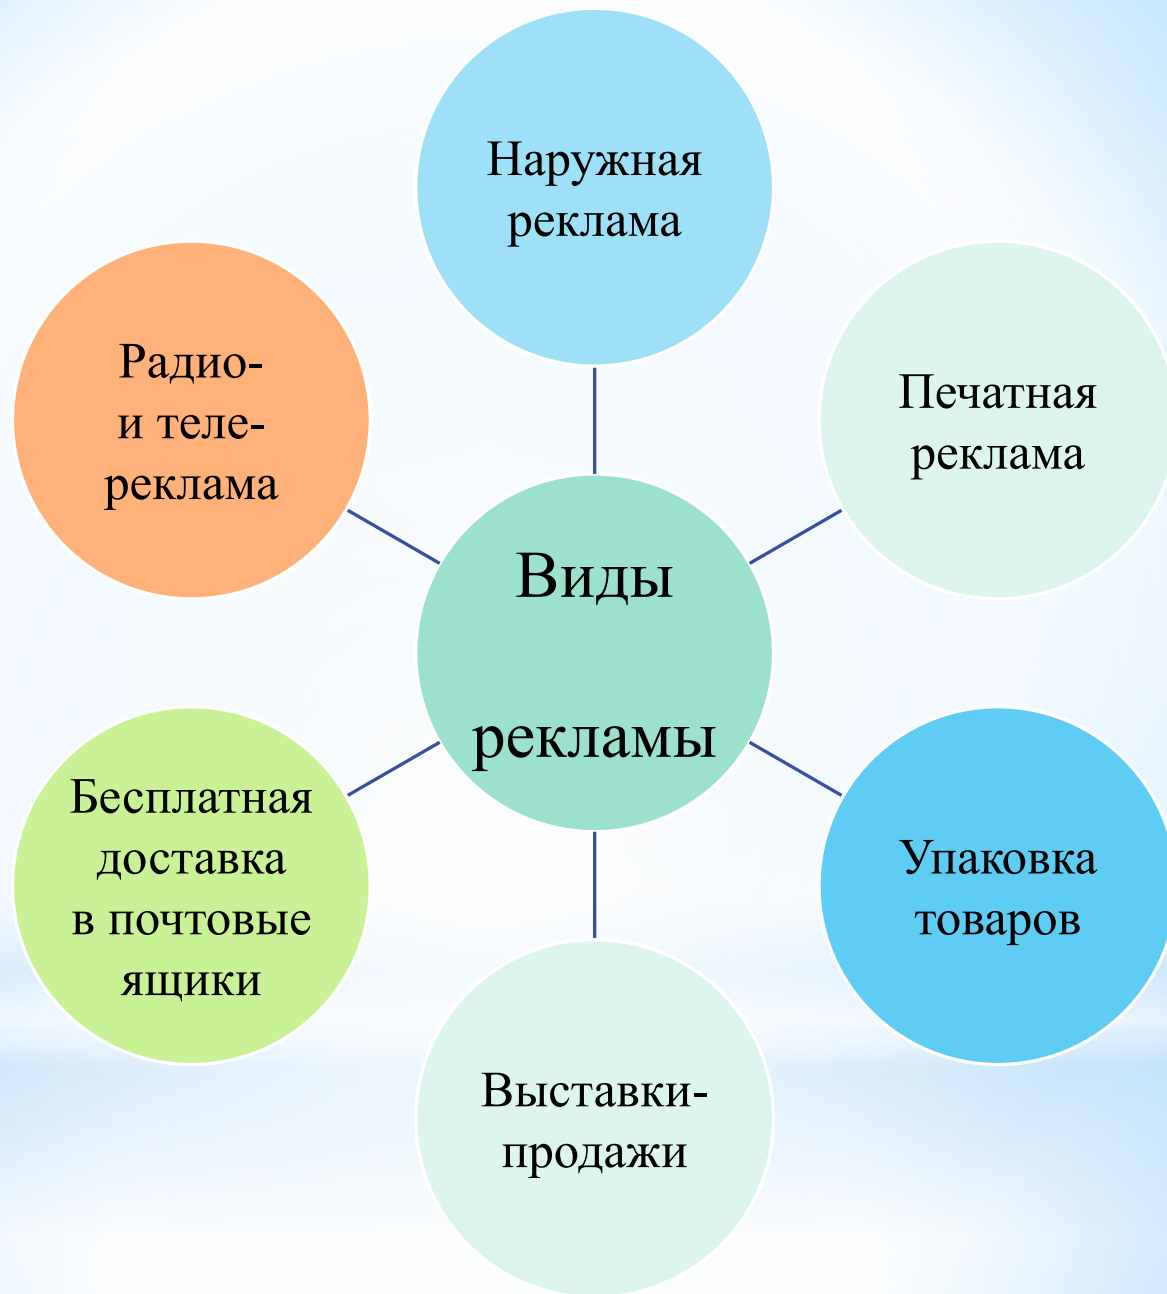 Наружная
реклама
Радио-
и теле-
реклама
Печатная
реклама
Виды
рекламы
Бесплатная
доставка
в почтовые
ящики
Упаковка
товаров
Выставки-
продажи